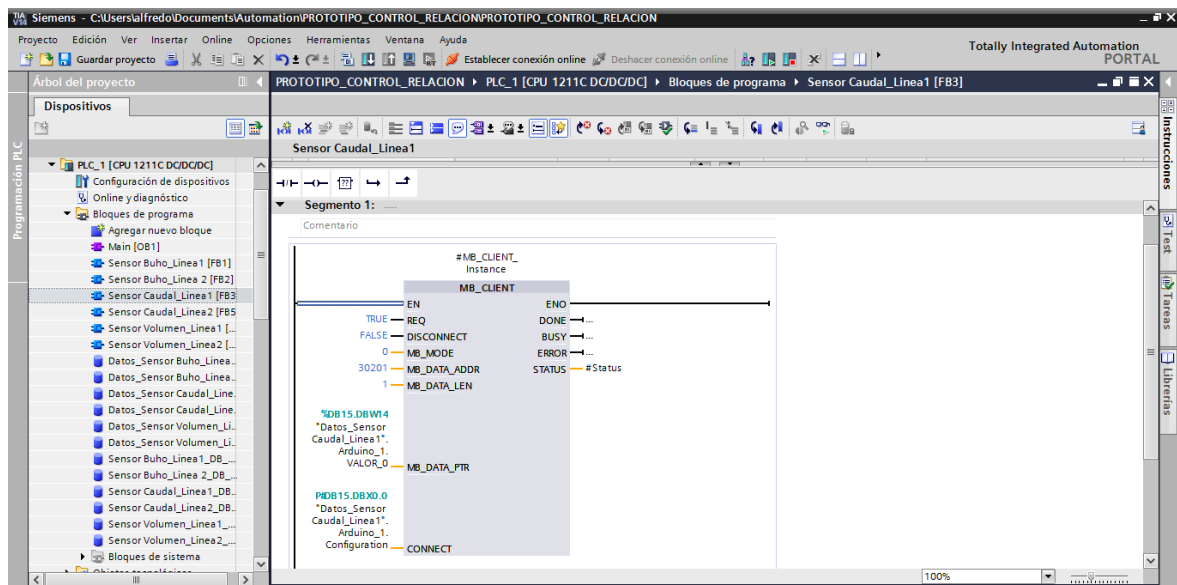 TIA V14
Siemens - C:\Users\alfredo\Documents\Automation\PROTOTIPO_CONTROL_RELACION\PROTOTIPO_CONTROL_RELACION
Proyecto Edición Ver Insertar Online Opciones Herramientas Ventana Ayuda
Totally Integrated Automation
PORTAL
Guardar proyecto
Establecer conexión online
Deshacer conexión online
Árbol del proyecto
PROTOTIPO_CONTROL_RELACION PLC_1 [CPU 1211C DC/DC/DC] Bloques de programa Sensor Caudal_Linea1 [FB3]
Dispositivos
Programación PLC
PLC_1 [CPU 1211C DC/DC/DC]
Configuración de dispositivos
Online y diagnóstico
Bloques de programa
Agregar nuevo bloque
Main [OB1]
Sensor Buho_Linea1 [FB1]
Sensor Buho_Linea 2 [FB2]
Sensor Caudal_Linea1 [FB3
Sensor Caudal_Linea2 [FB5
Sensor Volumen_Linea1 [...
Sensor Volumen_Linea2 [...
Datos_Sensor Buho_Linea..
Datos_Sensor Buho_Linea..
Datos_Sensor Caudal_Line.
Datos_Sensor Caudal_Line.
Datos_Sensor Volumen_Li..
Datos_Sensor Volumen_Li..
Sensor Buho_Linea1_DB_...
Sensor Buho_Linea 2_DB_...
Sensor Caudal_Linea1_DB..
Sensor Caudal_Linea2_DB..
Sensor Volumen_Linea1_...
Sensor Volumen_Linea2_...
Bloques de sistema
Objetos tecnológicos
Sensor Caudal_Linea1
??
Segmento 1: .....
Comentario
#MB_CLIENT_
Instance
MB_CLIENT
EN ENO
TRUE REQ DONE ...
FALSE DISCONNECT BUSY ...
0 MB_MODE ERROR ...
30201 MB_DATA_ADDR STATUS #Status
1 MB_DATA_LEN
%DB15.DBW14
"Datos_Sensor
Caudal_Linea1".
Arduino_1.
VALOR_0 MB_DATA_PTR
P#DB15.DBX0.0
"Datos_Sensor
Caudal_Linea1".
Arduino_1.
Configuration CONNECT
100%
Instrucciones
Test
Tareas
Librerías